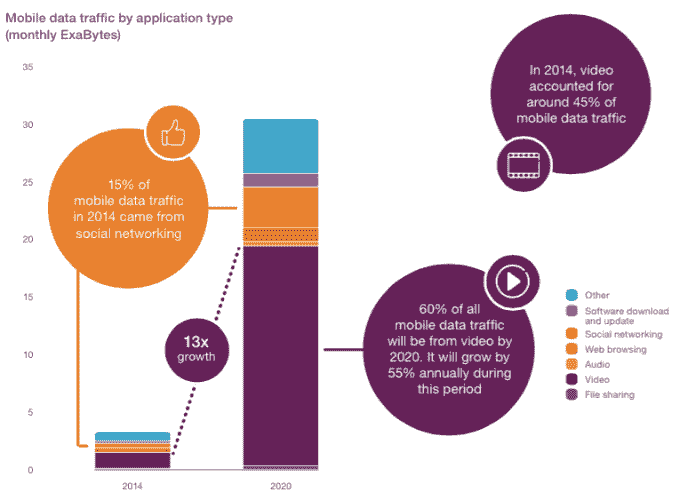 Mobile data traffic by application type
(monthly ExaBytes)
35
30
25
20
15
10
5
0
2014
2020
15% of
mobile data traffic
in 2014 came from
social networking
13x
growth
In 2014, video
accounted for
around 45% of
mobile data traffic
60% of all
mobile data traffic
will be from video by
2020. It will grow by
55% annually during
this period
Other
Software download
and update
Social networking
Web browsing
Audio
Video
File sharing